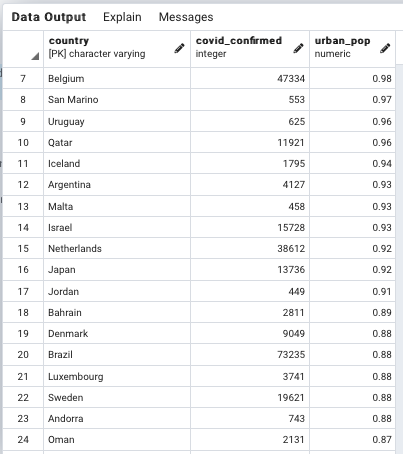 Data Output Explain Messages
country covid_confirmed urban_pop
[PK] character varying integer numeric
7 Belgium 47334 0.98
8 San Marino 553 0.97
9 Uruguay 625 0.96
10 Qatar 11921 0.96
11 Iceland 1795 0.94
12 Argentina 4127 0.93
13 Malta 458 0.93
14 Israel 15728 0.93
15 Netherlands 38612 0.92
16 Japan 13736 0.92
17 Jordan 449 0.91
18 Bahrain 2811 0.89
19 Denmark 9049 0.88
20 Brazil 73235 0.88
21 Luxembourg 3741 0.88
22 Sweden 19621 0.88
23 Andorra 743 0.88
24 Oman 2131 0.87